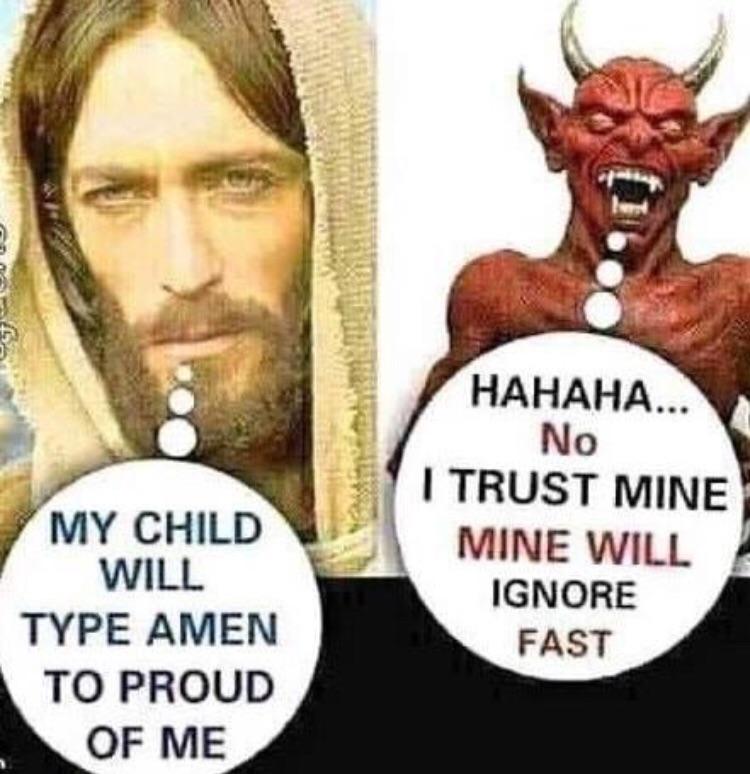 MY CHILD
WILL
TYPE AMEN
TO PROUD
OF ME
HAHAHA...
No
I TRUST MINE
MINE WILL
IGNORE
FAST